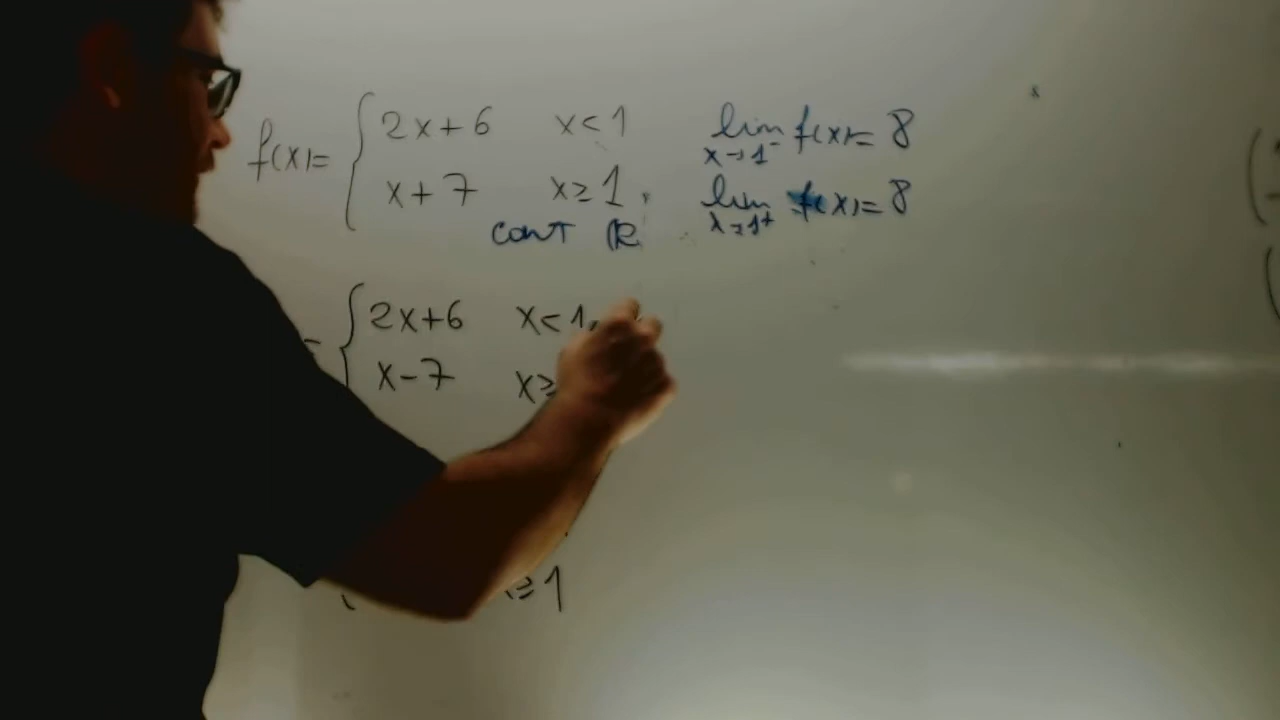 f(x)= { 2x+6 x<1 lim x→1⁻ f(x)= 8
x+7 x≥1 lim x→1⁺ f(x)= 8
cont ℝ
= { 2x+6 x<1
x-7 x≥
≥1